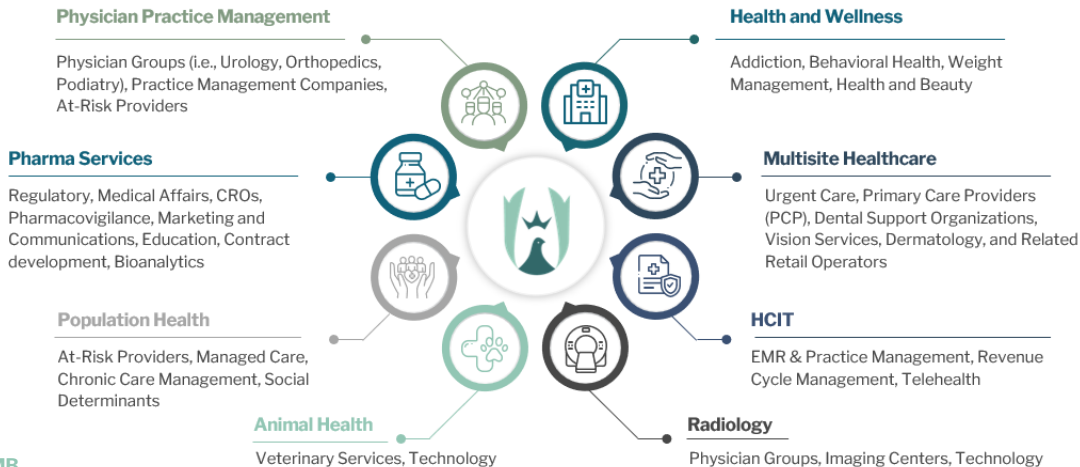 Physician Practice Management
Physician Groups (i.e., Urology, Orthopedics,
Podiatry), Practice Management Companies,
At-Risk Providers
Health and Wellness
Addiction, Behavioral Health, Weight
Management, Health and Beauty
Pharma Services
Regulatory, Medical Affairs, CROs,
Pharmacovigilance, Marketing and
Communications, Education, Contract
development, Bioanalytics
Multisite Healthcare
Urgent Care, Primary Care Providers
(PCP), Dental Support Organizations,
Vision Services, Dermatology, and Related
Retail Operators
Population Health
At-Risk Providers, Managed Care,
Chronic Care Management, Social
Determinants
HCIT
EMR & Practice Management, Revenue
Cycle Management, Telehealth
Animal Health
Veterinary Services, Technology
Radiology
Physician Groups, Imaging Centers, Technology